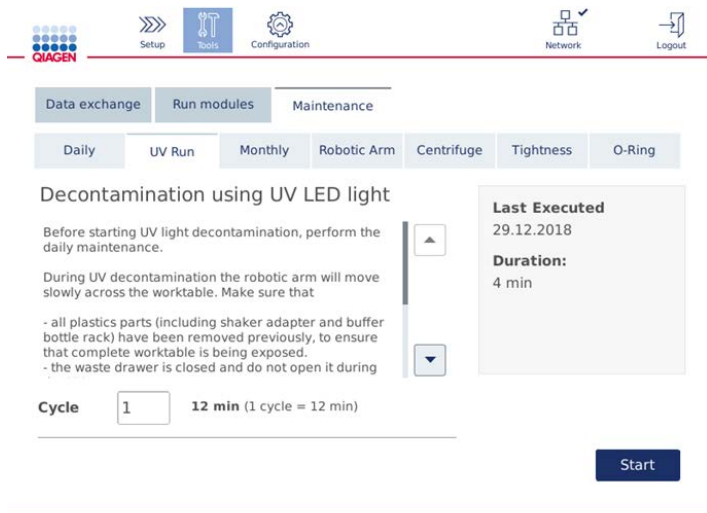 QIAGEN
Setup
Tools
Configuration
Network
Logout
Data exchange
Run modules
Maintenance
Daily
UV Run
Monthly
Robotic Arm
Centrifuge
Tightness
O-Ring
Decontamination using UV LED light
Before starting UV light decontamination, perform the
daily maintenance.
During UV decontamination the robotic arm will move
slowly across the worktable. Make sure that
- all plastics parts (including shaker adapter and buffer
bottle rack) have been removed previously, to ensure
that complete worktable is being exposed.
- the waste drawer is closed and do not open it during
Last Executed
29.12.2018
Duration:
4 min
Cycle
1
12 min (1 cycle = 12 min)
Start